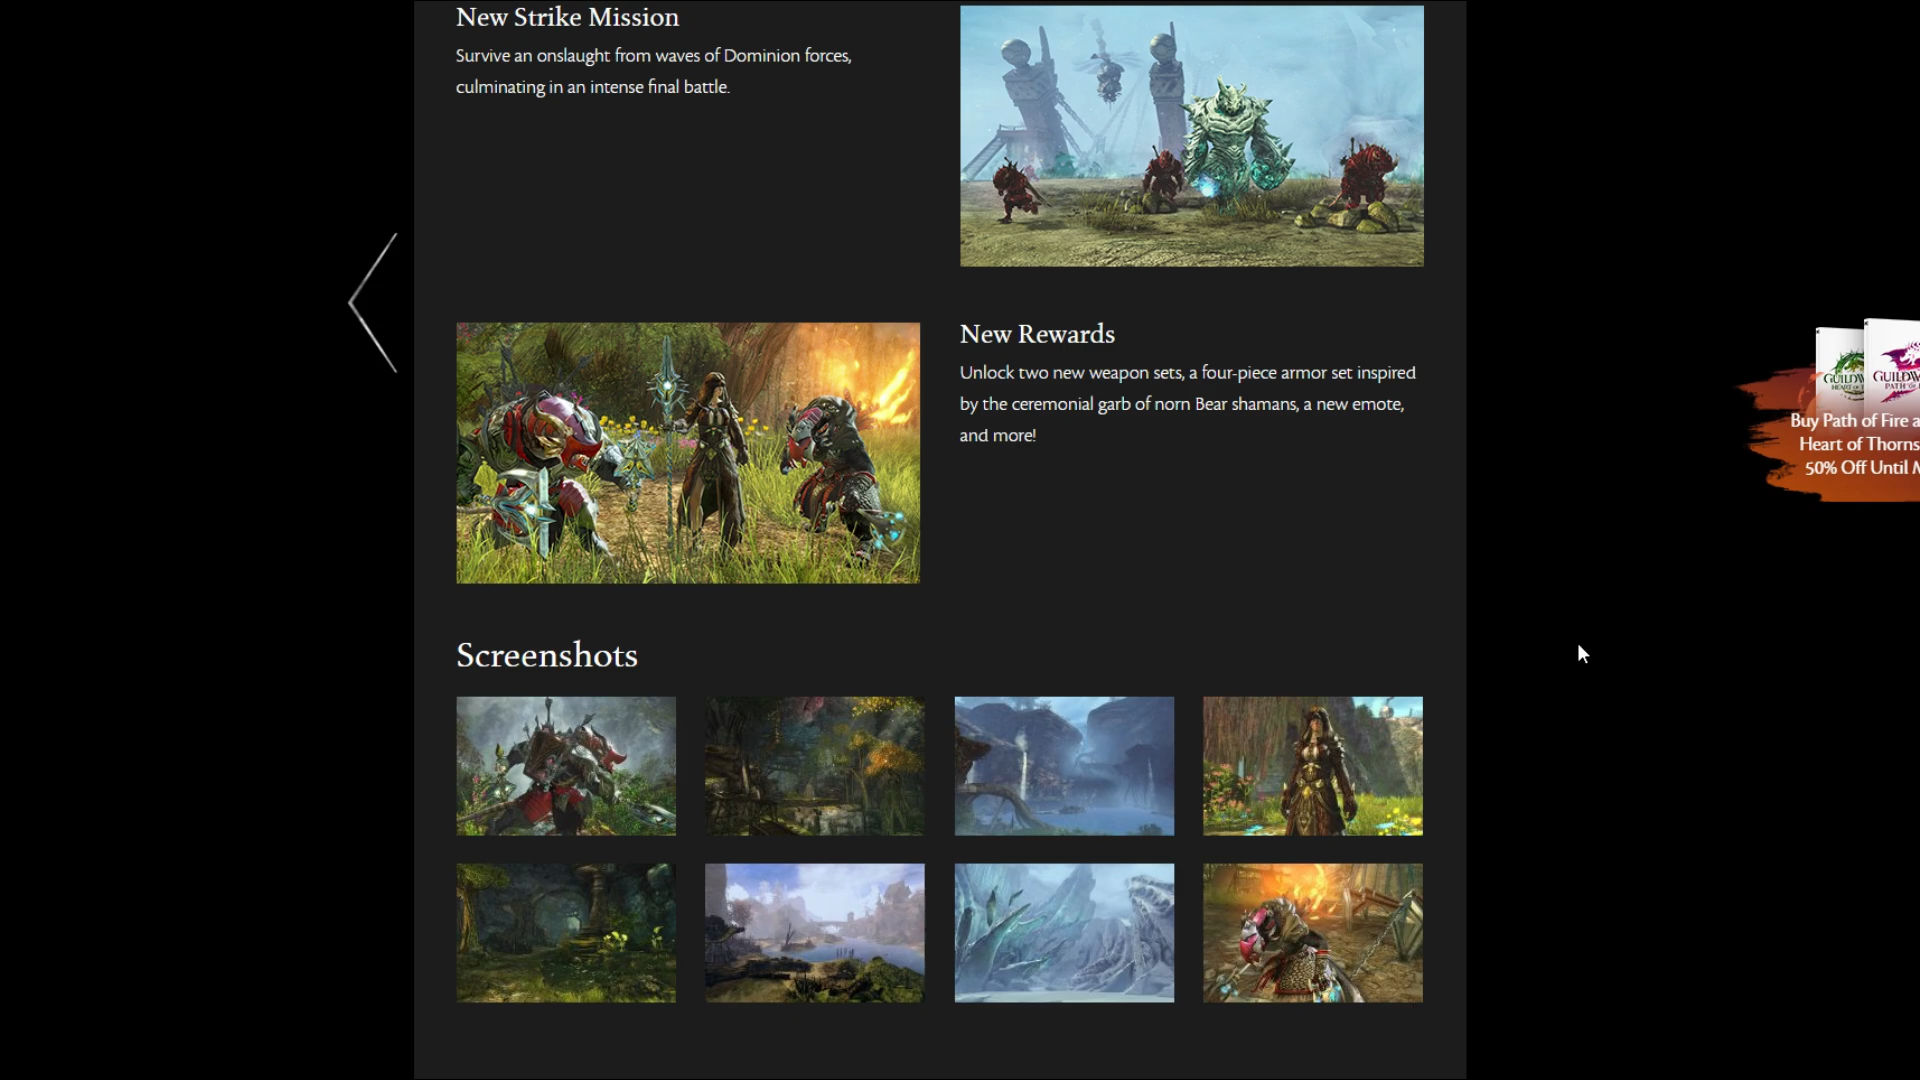 New Strike Mission
Survive an onslaught from waves of Dominion forces,
culminating in an intense final battle.
New Rewards
Unlock two new weapon sets, a four-piece armor set inspired
by the ceremonial garb of norn Bear shamans, a new emote,
and more!
Buy Path of Fire
Heart of Thorns
50% Off Until
Screenshots